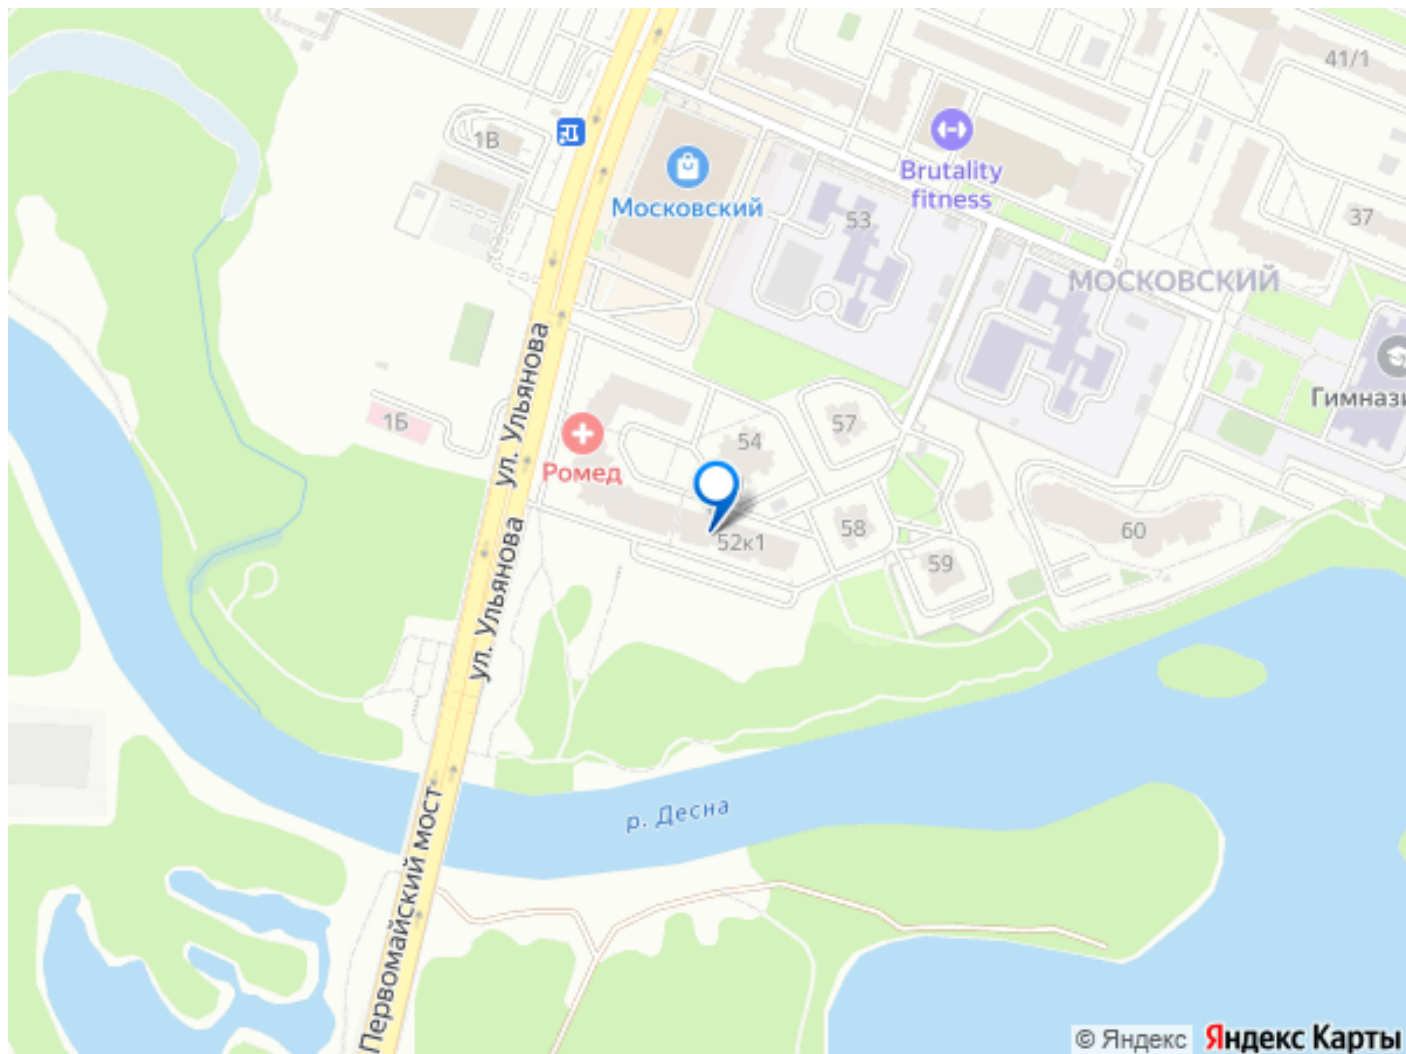 41/1
1В
Brutality
fitness
Московский
53
37
МОСКОВСКИЙ
ул. Ульянова
Гимнази
1Б
57
54
Ромед
58
60
52к1
59
ул. Ульянова
р. Десна
Первомайский мост
© Яндекс Яндекс Карты